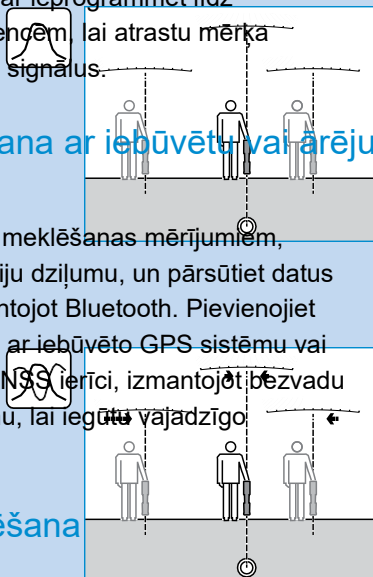 ar ieprogrammēt līdz
encēm, lai atrastu mērķa
signālus.
ana ar iebūvētu vai ārēju
meklēšanas mērījumiem,
iju dziļumu, un pārsūtiet datus
ntojot Bluetooth. Pievienojiet
ar iebūvēto GPS sistēmu vai
NSS ierīci, izmantojot bezvadu
u, lai iegūtu vajadzīgo
ēšana